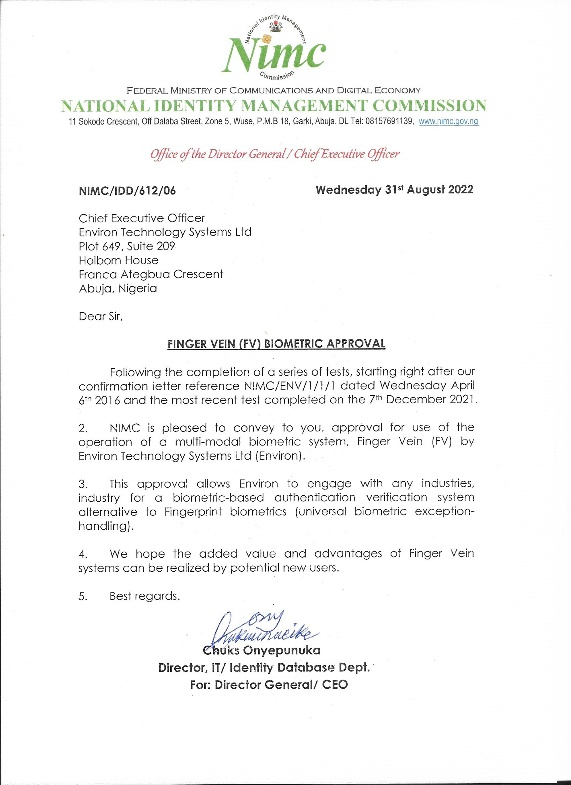 National Identity Management
Nimc
Commission
FEDERAL MINISTRY OF COMMUNICATIONS AND DIGITAL ECONOMY
NATIONAL IDENTITY MANAGEMENT COMMISSION
11 Sokode Crescent, Off Dalaba Street, Zone 5, Wuse, P.M.B 18, Garki, Abuja. DL Tel: 08157691139, www.nimc.gov.ng
Office of the Director General / Chief Executive Officer
NIMC/IDD/612/06 Wednesday 31st August 2022
Chief Executive Officer
Environ Technology Systems Ltd
Plot 649, Suite 209
Holborn House
Franca Afegbua Crescent
Abuja, Nigeria
Dear Sir,
FINGER VEIN (FV) BIOMETRIC APPROVAL
Following the completion of a series of tests, starting right after our
confirmation letter reference NIMC/ENV/1/1/1 dated Wednesday April
6th 2016 and the most recent test completed on the 7th December 2021.
2. NIMC is pleased to convey to you, approval for use of the
operation of a multi-modal biometric system, Finger Vein (FV) by
Environ Technology Systems Ltd (Environ).
3. This approval allows Environ to engage with any industries,
industry for a biometric-based authentication verification system
alternative to Fingerprint biometrics (universal biometric exception-
handling).
4. We hope the added value and advantages of Finger Vein
systems can be realized by potential new users.
5. Best regards.
Chuks Onyepunuka
Director, IT/ Identity Database Dept.
For: Director General/ CEO